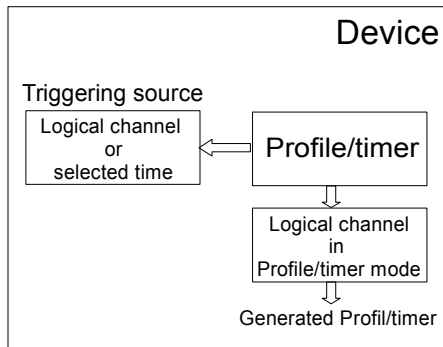 Device
Triggering source
Logical channel
or
selected time
Profile/timer
Logical channel
in
Profile/timer mode
Generated Profil/timer